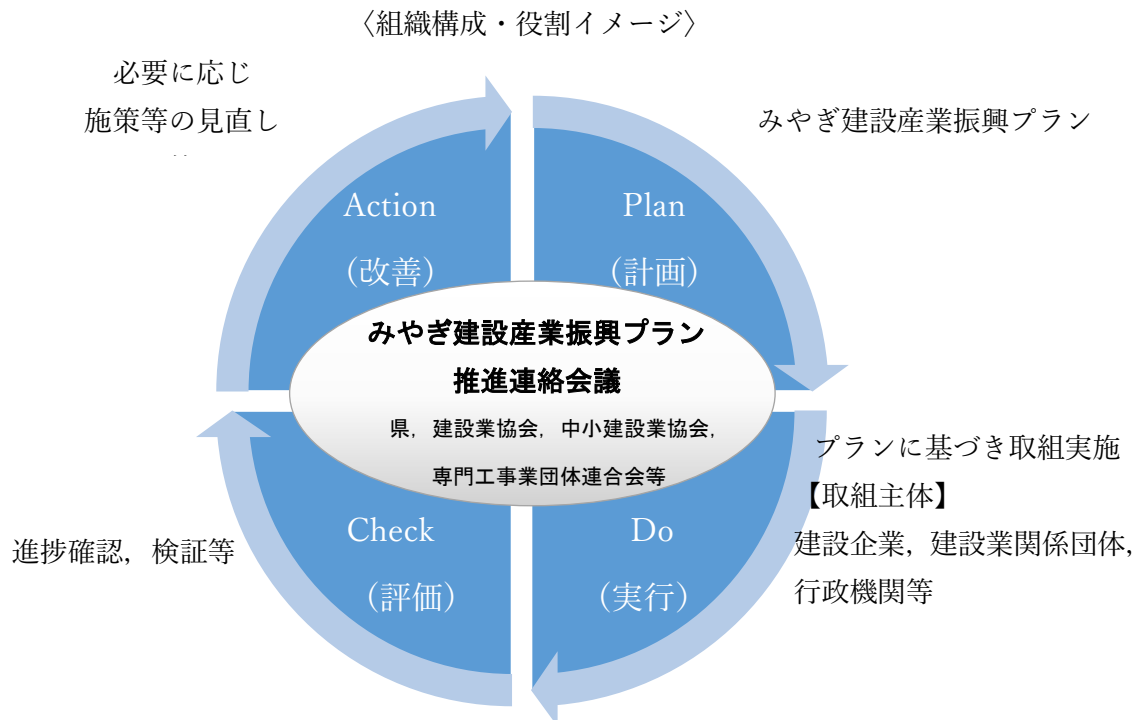 〈組織構成・役割イメージ〉
必要に応じ
施策等の見直し
みやぎ建設産業振興プラン
Action
（改善）
Plan
（計画）
みやぎ建設産業振興プラン
推進連絡会議
県，建設業協会，中小建設業協会，
専門工事業団体連合会等
プランに基づき取組実施
【取組主体】
建設企業，建設業関係団体，
行政機関等
Check
（評価）
Do
（実行）
進捗確認，検証等